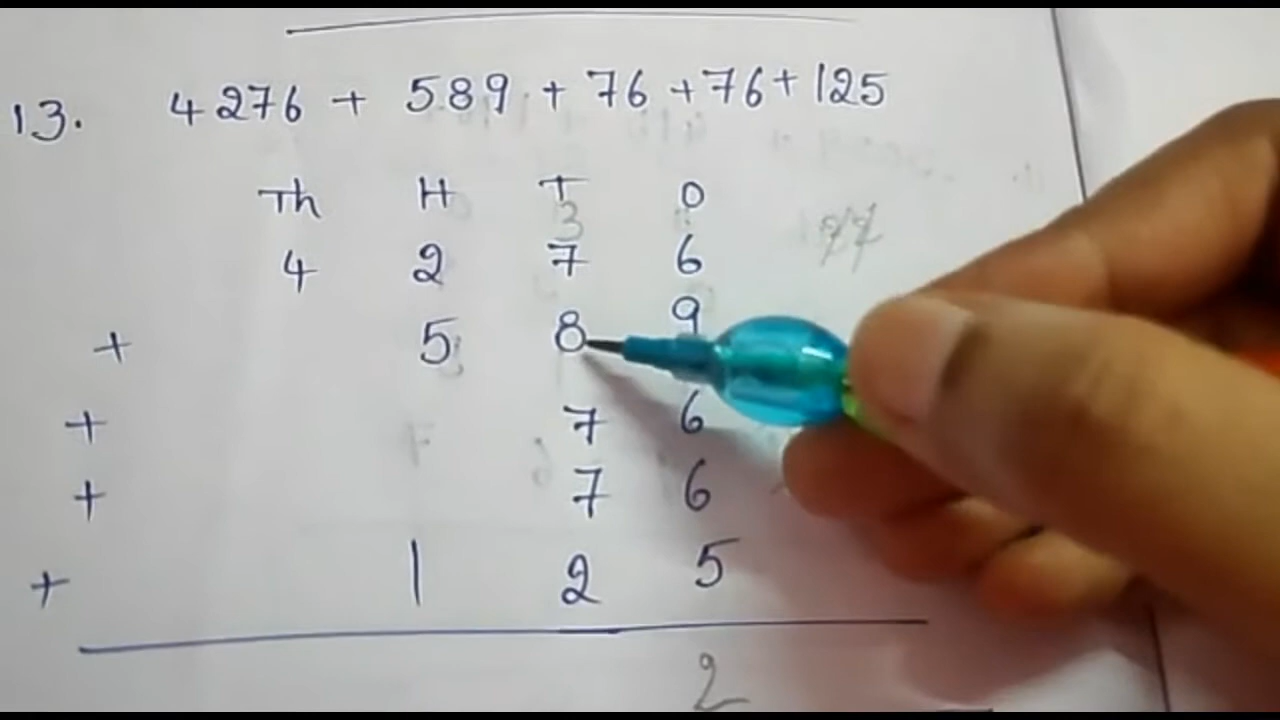 13. 4276 + 589 + 76 + 76 + 125
Th H T O
3
4 2 7 6
+ 5 8 9
+ 7 6
+ 7 6
+ 1 2 5
2